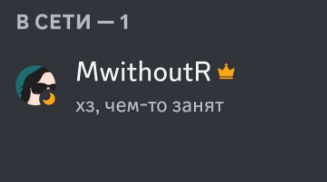 В СЕТИ — 1
MwithoutR
хз, чем-то занят